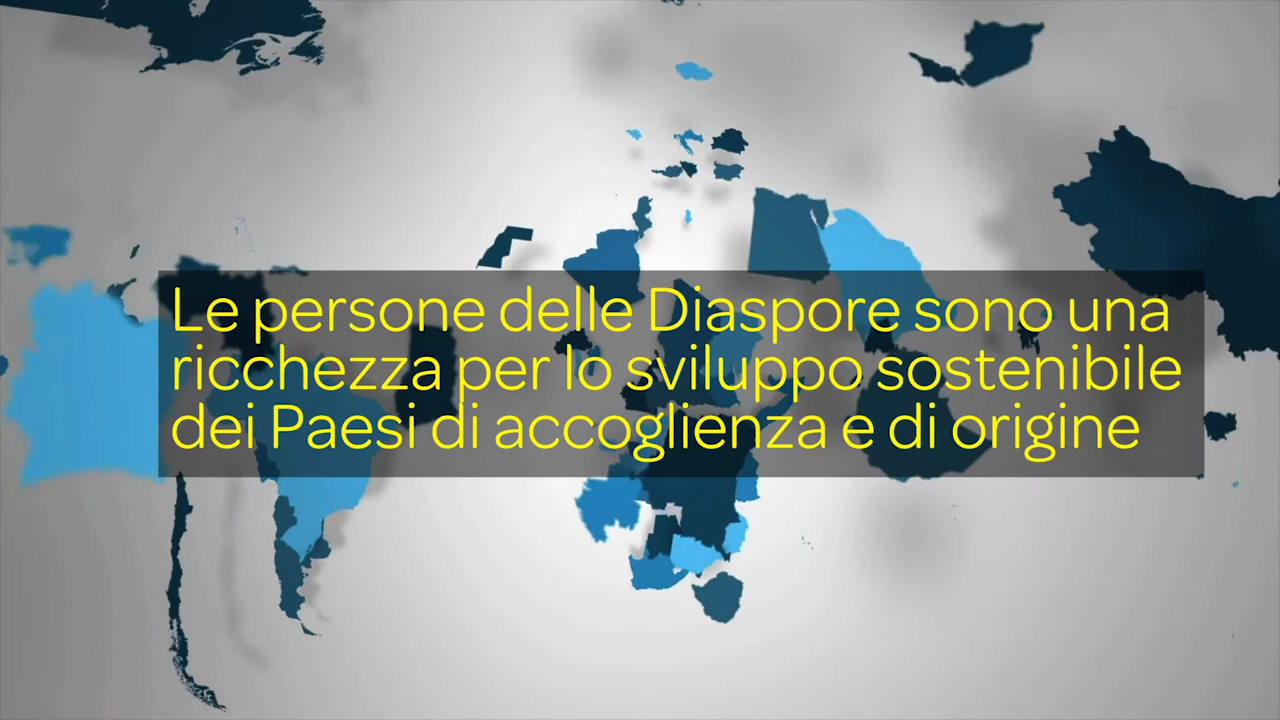 Le persone delle Diaspore sono una
ricchezza per lo sviluppo sostenibile
dei Paesi di accoglienza e di origine